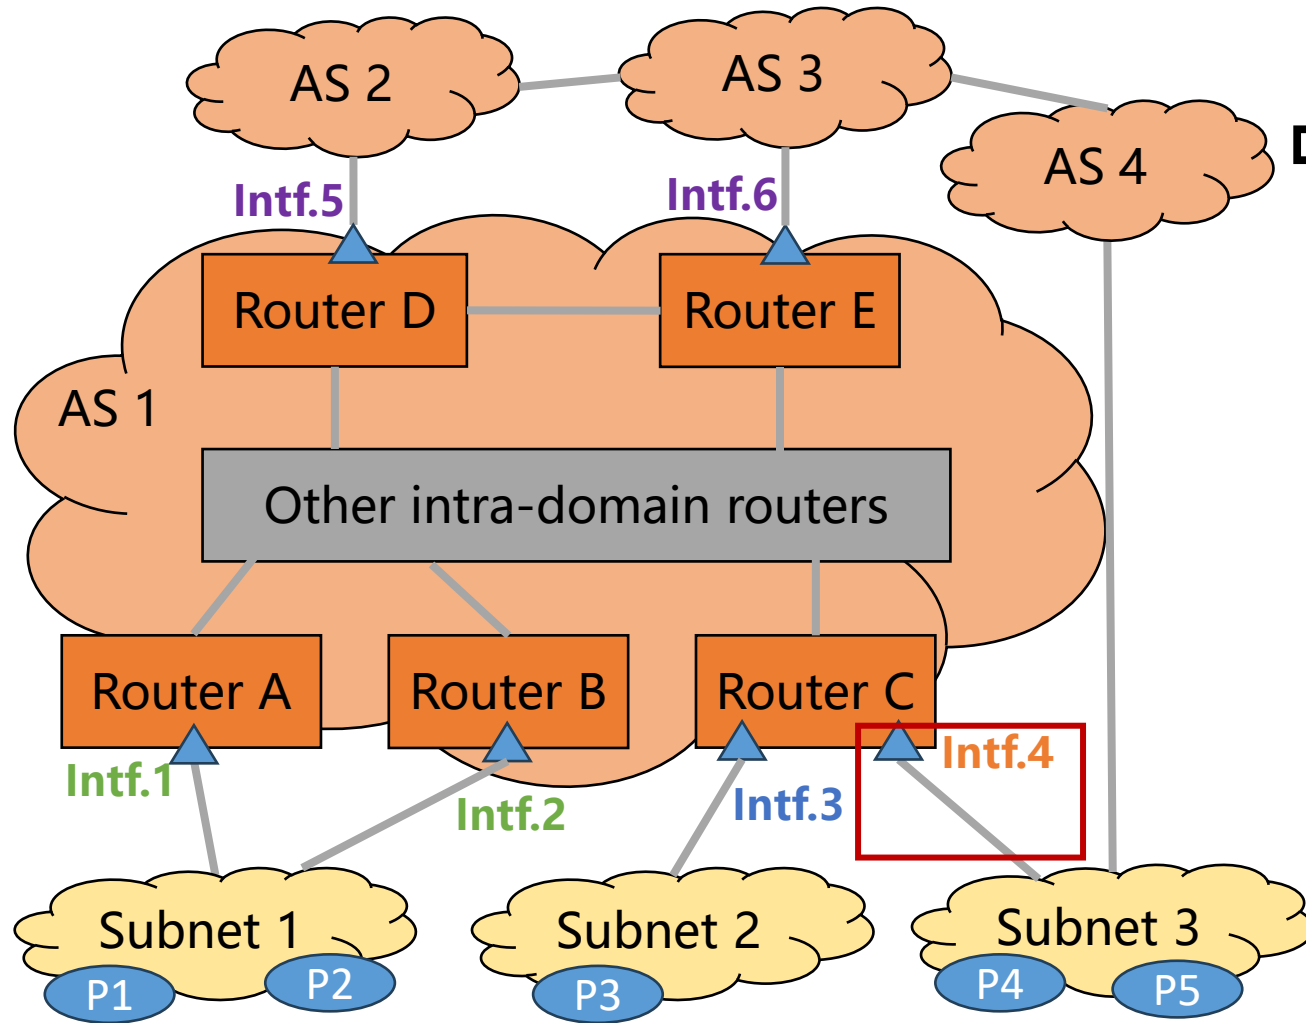 AS 2
AS 3
AS 4
D
Intf.5
Intf.6
Router D
Router E
AS 1
Other intra-domain routers
Router A
Router B
Router C
Intf.1
Intf.2
Intf.3
Intf.4
Subnet 1
Subnet 2
Subnet 3
P1
P2
P3
P4
P5